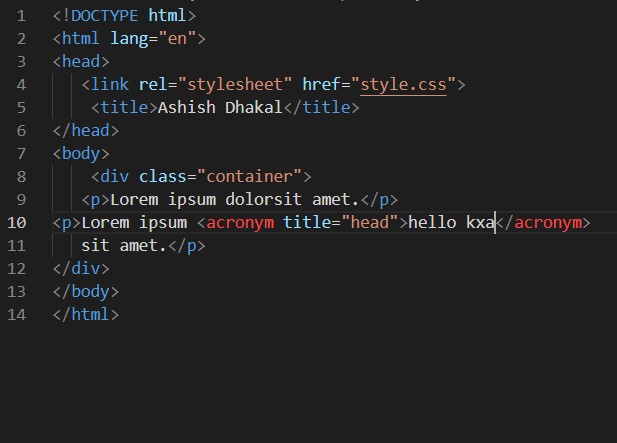 1 <!DOCTYPE html>
2 <html lang="en">
3 <head>
4 <link rel="stylesheet" href="style.css">
5 <title>Ashish Dhakal</title>
6 </head>
7 <body>
8 <div class="container">
9 <p>Lorem ipsum dolorsit amet.</p>
10 <p>Lorem ipsum <acronym title="head">hello kxa</acronym>
11 sit amet.</p>
12 </div>
13 </body>
14 </html>